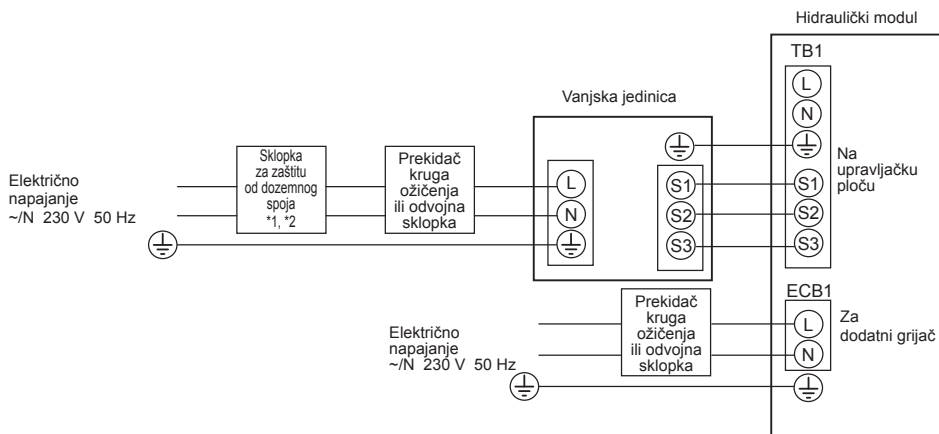 Hidraulički modul
TB1
L
N
Vanjska jedinica
Na
upravljačku
ploču
Električno
napajanje
~/N 230 V 50 Hz
Sklopka
za zaštitu
od dozemnog
spoja
*1, *2
Prekidač
kruga
ožičenja
ili odvojna
sklopka
L
N
S1
S2
S3
S1
S2
S3
ECB1
L
N
Za
dodatni grijač
Električno
napajanje
~/N 230 V 50 Hz
Prekidač
kruga
ožičenja
ili odvojna
sklopka